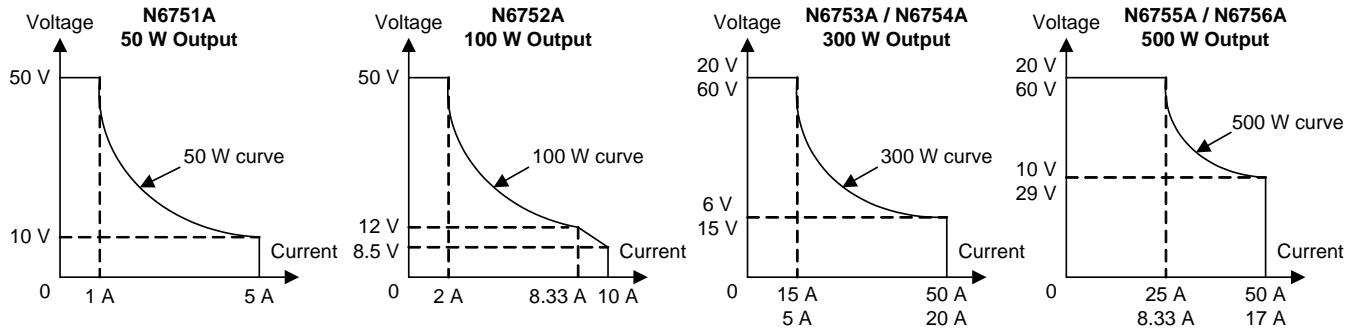 N6751A
50 W Output
Voltage
50 V
50 W curve
10 V
Current
0
1 A
5 A
N6752A
100 W Output
Voltage
50 V
100 W curve
12 V
8.5 V
Current
0
2 A
8.33 A
10 A
N6753A / N6754A
300 W Output
Voltage
20 V
60 V
300 W curve
6 V
15 V
Current
0
15 A
5 A
50 A
20 A
N6755A / N6756A
500 W Output
Voltage
20 V
60 V
500 W curve
10 V
29 V
Current
0
25 A
8.33 A
50 A
17 A